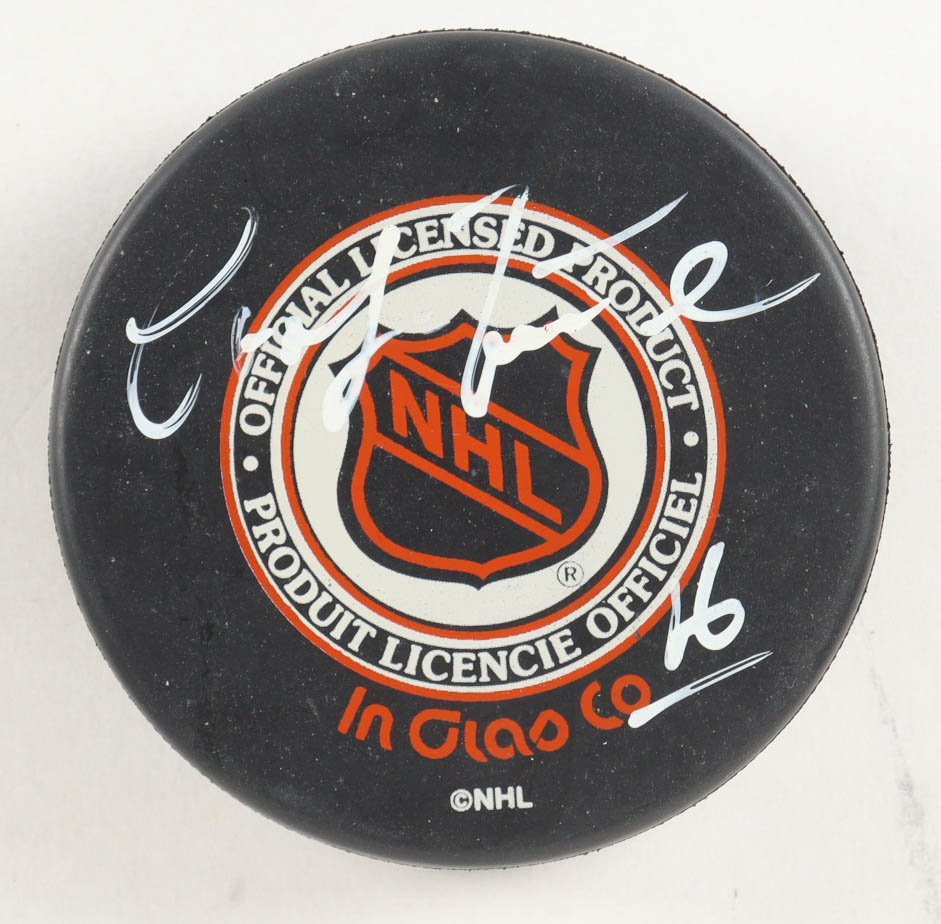 OFFICIAL LICENSED PRODUCT
NHL
®
• PRODUIT LICENCIE OFFICIEL •
In Glas Co
©NHL